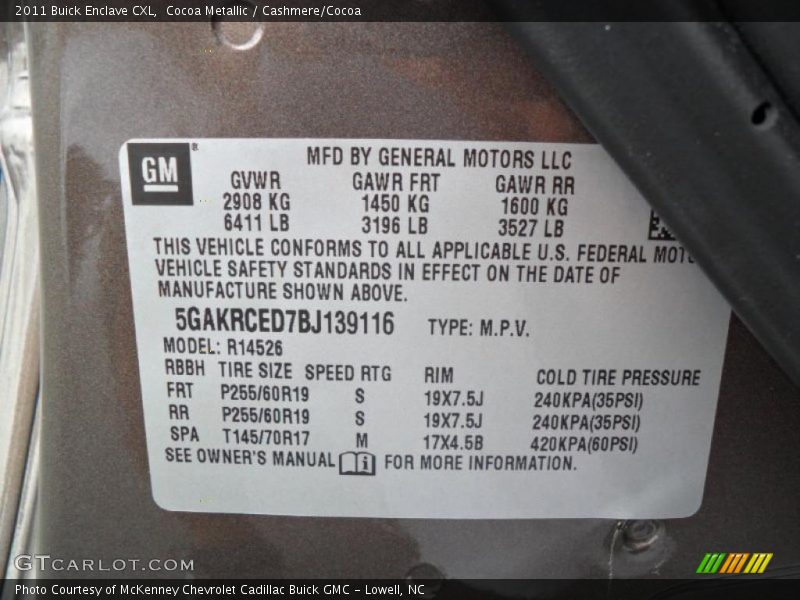 2011 Buick Enclave CXL, Cocoa Metallic / Cashmere/Cocoa
GM®
MFD BY GENERAL MOTORS LLC
GVWR GAWR FRT GAWR RR
2908 KG 1450 KG 1600 KG
6411 LB 3196 LB 3527 LB
THIS VEHICLE CONFORMS TO ALL APPLICABLE U.S. FEDERAL
VEHICLE SAFETY STANDARDS IN EFFECT ON THE DATE OF
MANUFACTURE SHOWN ABOVE.
5GAKRCED7BJ139116 TYPE: M.P.V.
MODEL: R14526
RBBH TIRE SIZE SPEED RTG RIM COLD TIRE PRESSURE
FRT P255/60R19 S 19X7.5J 240KPA(35PSI)
RR P255/60R19 S 19X7.5J 240KPA(35PSI)
SPA T145/70R17 M 17X4.5B 420KPA(60PSI)
SEE OWNER'S MANUAL i FOR MORE INFORMATION.
GTCARLOT.COM
Photo Courtesy of McKenney Chevrolet Cadillac Buick GMC - Lowell, NC